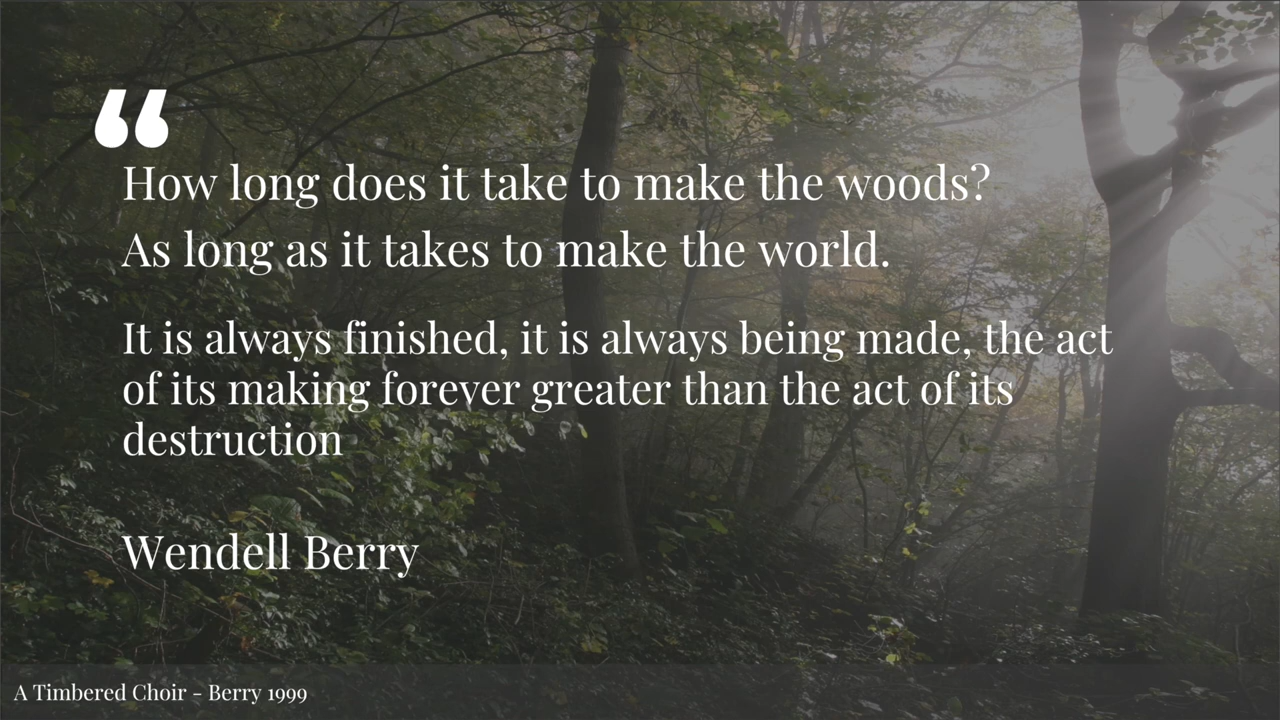 “
How long does it take to make the woods?
As long as it takes to make the world.
It is always finished, it is always being made, the act
of its making forever greater than the act of its
destruction
Wendell Berry
A Timbered Choir - Berry 1999